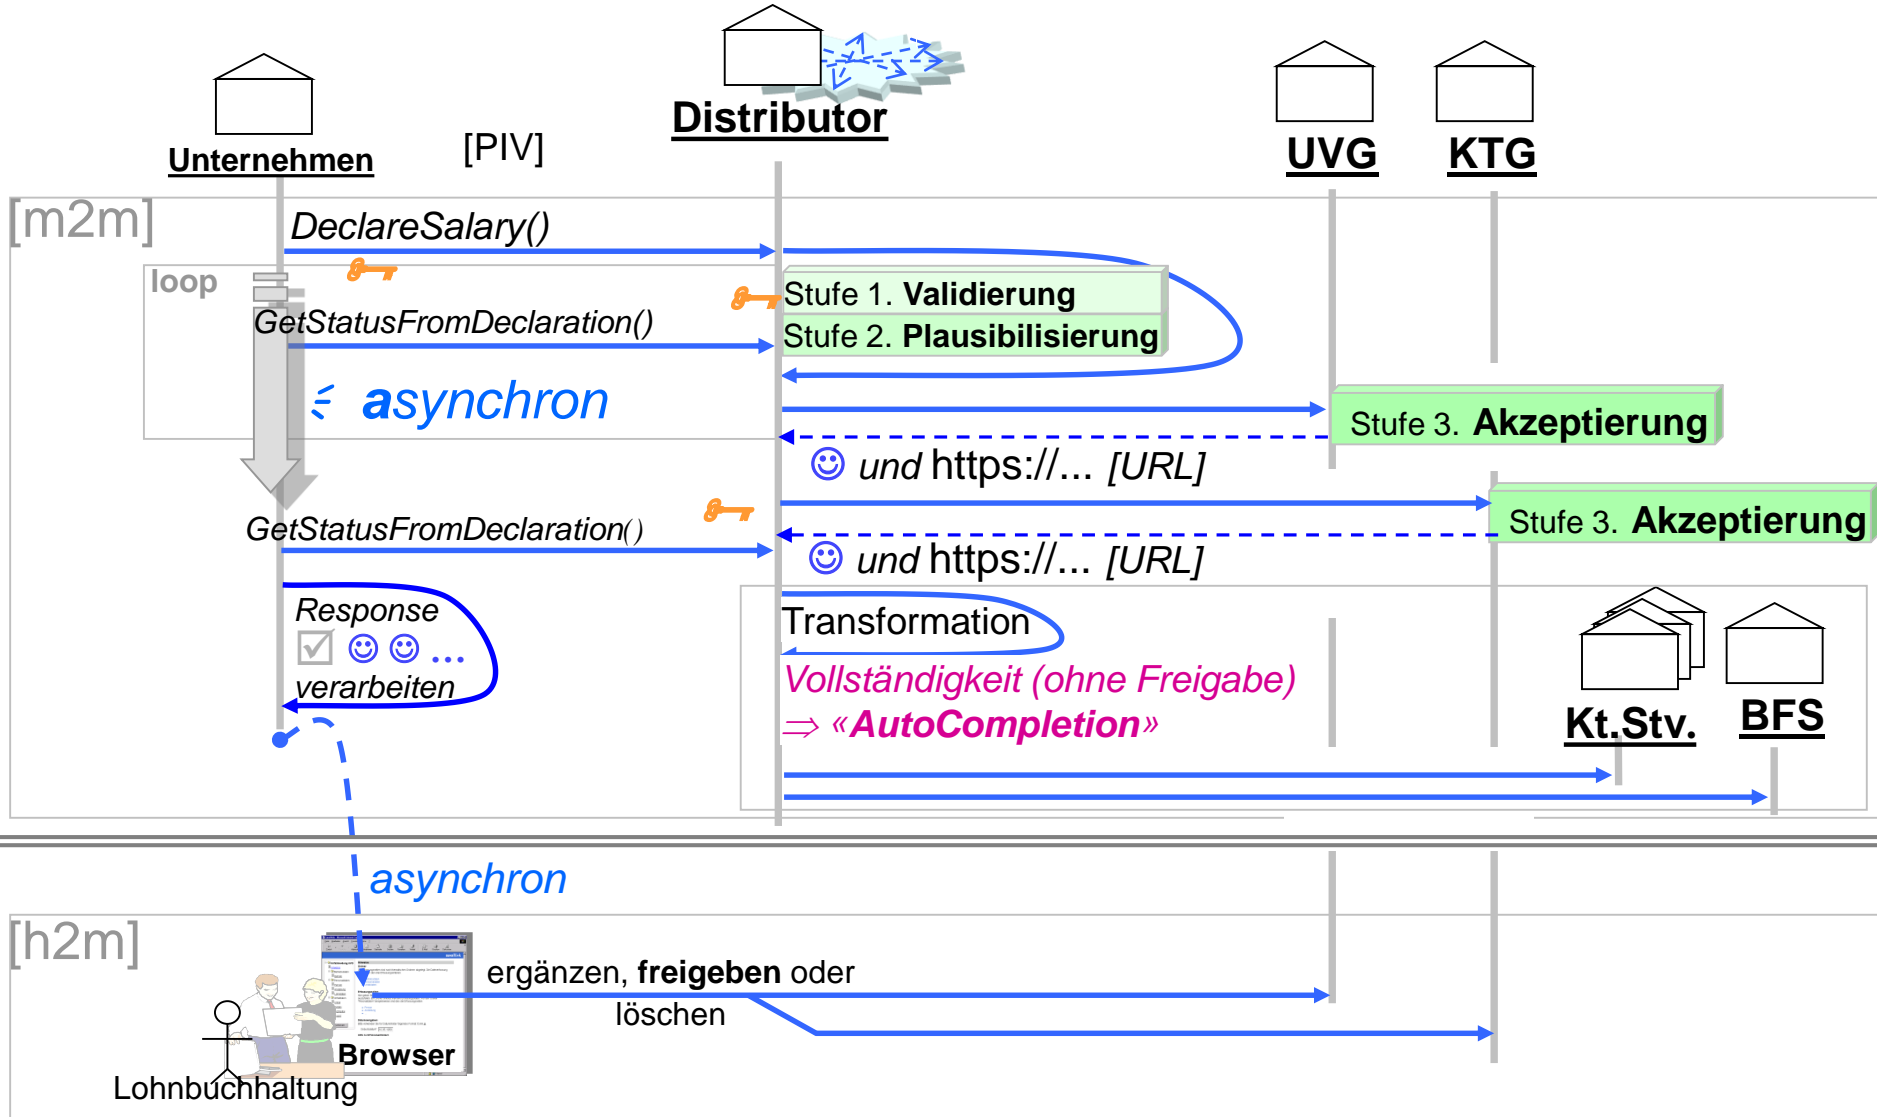 Distributor
Unternehmen
[PIV]
UVG
KTG
[m2m]
DeclareSalary()
loop
Stufe 1. Validierung
GetStatusFromDeclaration()
Stufe 2. Plausibilisierung
asynchron
Stufe 3. Akzeptierung
und https://... [URL]
GetStatusFromDeclaration()
Stufe 3. Akzeptierung
und https://... [URL]
Response
...
verarbeiten
Transformation
Vollständigkeit (ohne Freigabe)
⇒ «AutoCompletion»
Kt.Stv.
BFS
asynchron
[h2m]
ergänzen, freigeben oder
löschen
Browser
Lohnbuchhaltung